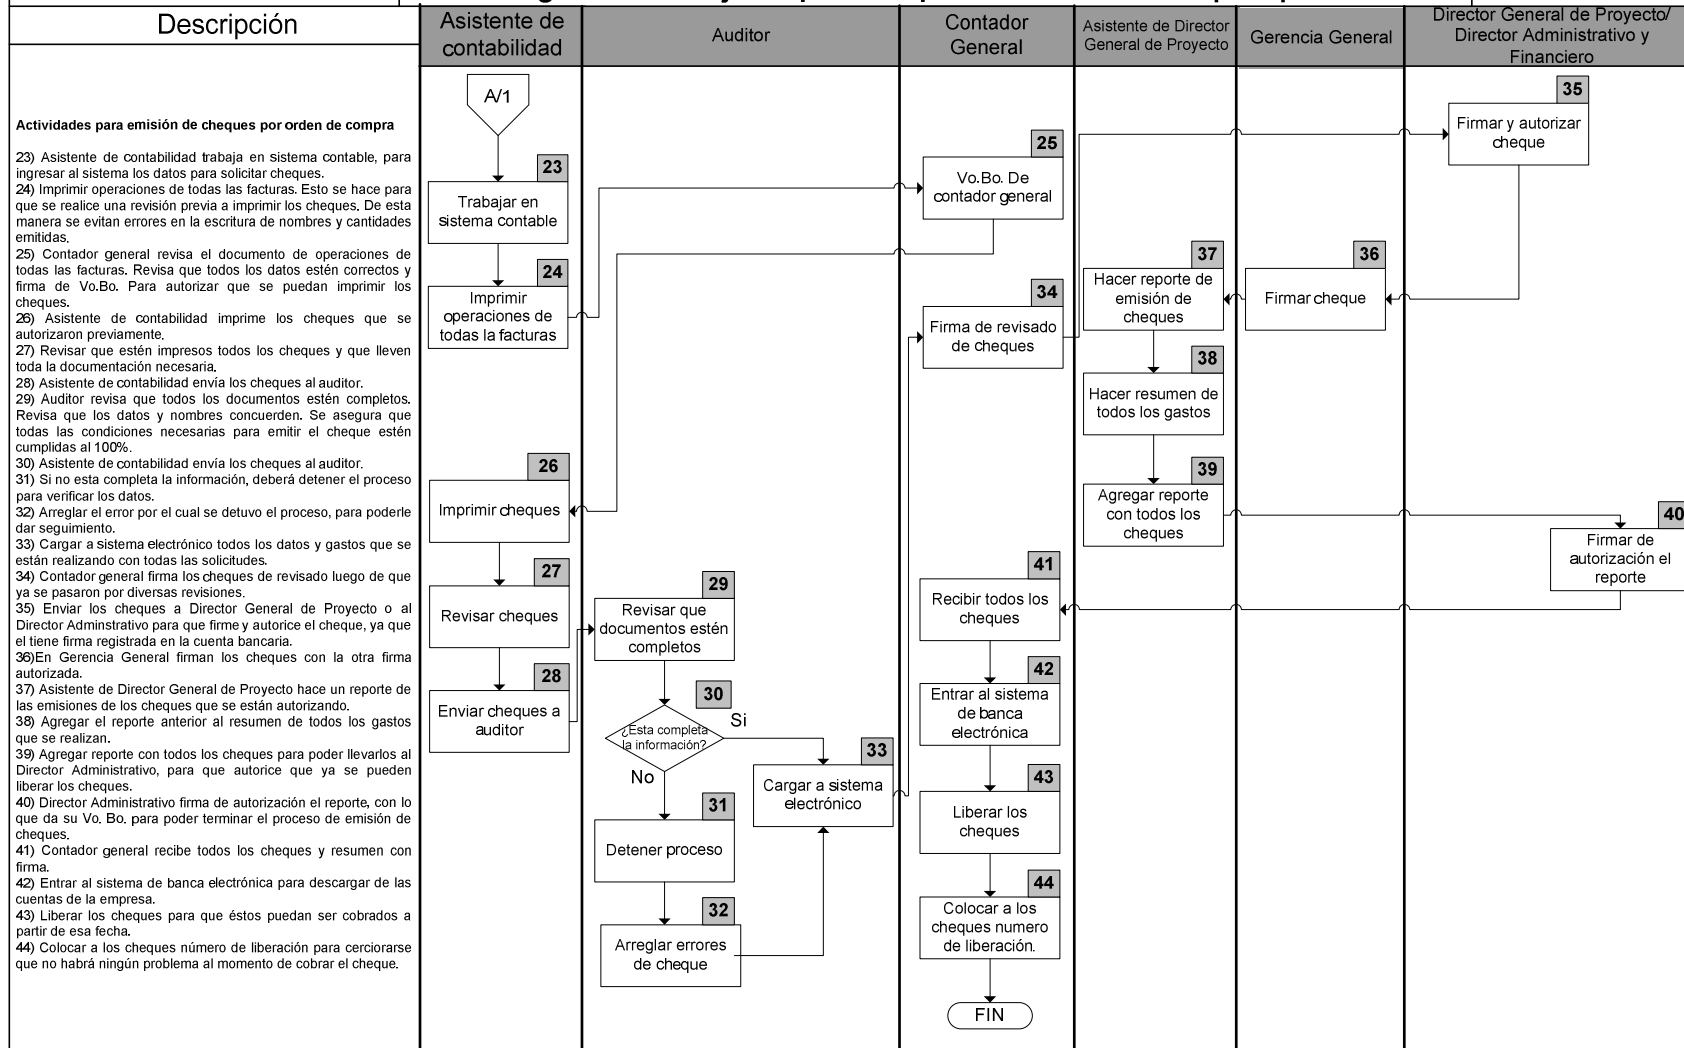 Descripción
Asistente de
contabilidad
Auditor
Contador
General
Asistente de Director
General de Proyecto
Gerencia General
Director General de Proyecto/
Director Administrativo y
Financiero
Actividades para emisión de cheques por orden de compra
23) Asistente de contabilidad trabaja en sistema contable, para
ingresar al sistema los datos para solicitar cheques.
24) Imprimir operaciones de todas las facturas. Esto se hace para
que se realice una revisión previa a imprimir los cheques. De esta
manera se evitan errores en la escritura de nombres y cantidades
emitidas.
25) Contador general revisa el documento de operaciones de
todas las facturas. Revisa que todos los datos estén correctos y
firma de Vo.Bo. Para autorizar que se puedan imprimir los
cheques.
26) Asistente de contabilidad imprime los cheques que se
autorizaron previamente.
27) Revisar que estén impresos todos los cheques y que lleven
toda la documentación necesaria.
28) Asistente de contabilidad envía los cheques al auditor.
29) Auditor revisa que todos los documentos estén completos.
Revisa que los datos y nombres concuerden. Se asegura que
todas las condiciones necesarias para emitir el cheque estén
cumplidas al 100%.
30) Asistente de contabilidad envía los cheques al auditor.
31) Si no esta completa la información, deberá detener el proceso
para verificar los datos.
32) Arreglar el error por el cual se detuvo el proceso, para poderle
dar seguimiento.
33) Cargar a sistema electrónico todos los datos y gastos que se
están realizando con todas las solicitudes.
34) Contador general firma los cheques de revisado luego de que
ya se pasaron por diversas revisiones.
35) Enviar los cheques a Director General de Proyecto o al
Director Adminstrativo para que firme y autorice el cheque, ya que
el tiene firma registrada en la cuenta bancaria.
36)En Gerencia General firman los cheques con la otra firma
autorizada.
37) Asistente de Director General de Proyecto hace un reporte de
las emisiones de los cheques que se están autorizando.
38) Agregar el reporte anterior al resumen de todos los gastos
que se realizan.
39) Agregar reporte con todos los cheques para poder llevarlos al
Director Administrativo, para que autorice que ya se pueden
liberar los cheques.
40) Director Administrativo firma de autorización el reporte, con lo
que da su Vo. Bo. para poder terminar el proceso de emisión de
cheques.
41) Contador general recibe todos los cheques y resumen con
firma.
42) Entrar al sistema de banca electrónica para descargar de las
cuentas de la empresa.
43) Liberar los cheques para que éstos puedan ser cobrados a
partir de esa fecha.
44) Colocar a los cheques número de liberación para cerciorarse
que no habrá ningún problema al momento de cobrar el cheque.
A/1
23
Trabajar en
sistema contable
24
Imprimir
operaciones de
todas la facturas
25
Vo.Bo. De
contador general
26
Imprimir cheques
27
Revisar cheques
28
Enviar cheques a
auditor
29
Revisar que
documentos estén
completos
30
¿Esta completa
la información?
Si
No
31
Detener proceso
32
Arreglar errores
de cheque
33
Cargar a sistema
electrónico
34
Firma de revisado
de cheques
35
Firmar y autorizar
cheque
36
Firmar cheque
37
Hacer reporte de
emisión de
cheques
38
Hacer resumen de
todos los gastos
39
Agregar reporte
con todos los
cheques
40
Firmar de
autorización el
reporte
41
Recibir todos los
cheques
42
Entrar al sistema
de banca
electrónica
43
Liberar los
cheques
44
Colocar a los
cheques numero
de liberación.
FIN